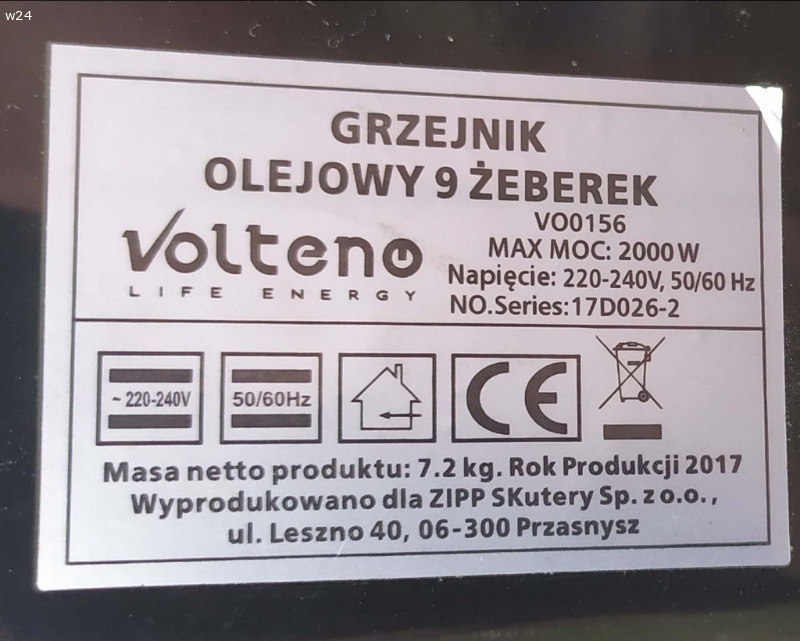 w24
GRZEJNIK
OLEJOWY 9 ŻEBEREK
Volteno
LIFE ENERGY
VO0156
MAX MOC: 2000 W
Napięcie: 220-240V, 50/60 Hz
NO.Series:17D026-2
~ 220-240V
50/60Hz
CE
Masa netto produktu: 7.2 kg. Rok Produkcji 2017
Wyprodukowano dla ZIPP SKutery Sp. z o.o.,
ul. Leszno 40, 06-300 Przasnysz